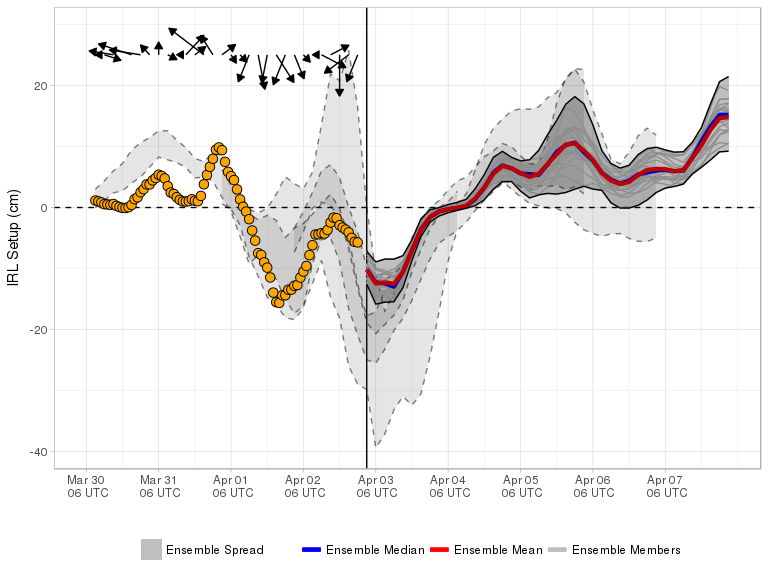 IRL Setup (cm)
20
0
-20
-40
Mar 30 Mar 31 Apr 01 Apr 02 Apr 03 Apr 04 Apr 05 Apr 06 Apr 07
06 UTC 06 UTC 06 UTC 06 UTC 06 UTC 06 UTC 06 UTC 06 UTC 06 UTC
Ensemble Spread Ensemble Median Ensemble Mean Ensemble Members